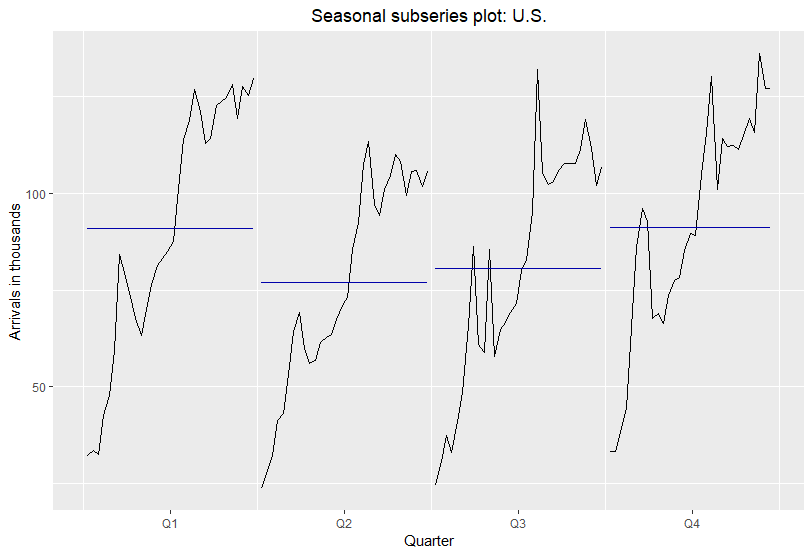 Seasonal subseries plot: U.S.
Arrivals in thousands
100
50
Q1 Q2 Q3 Q4
Quarter